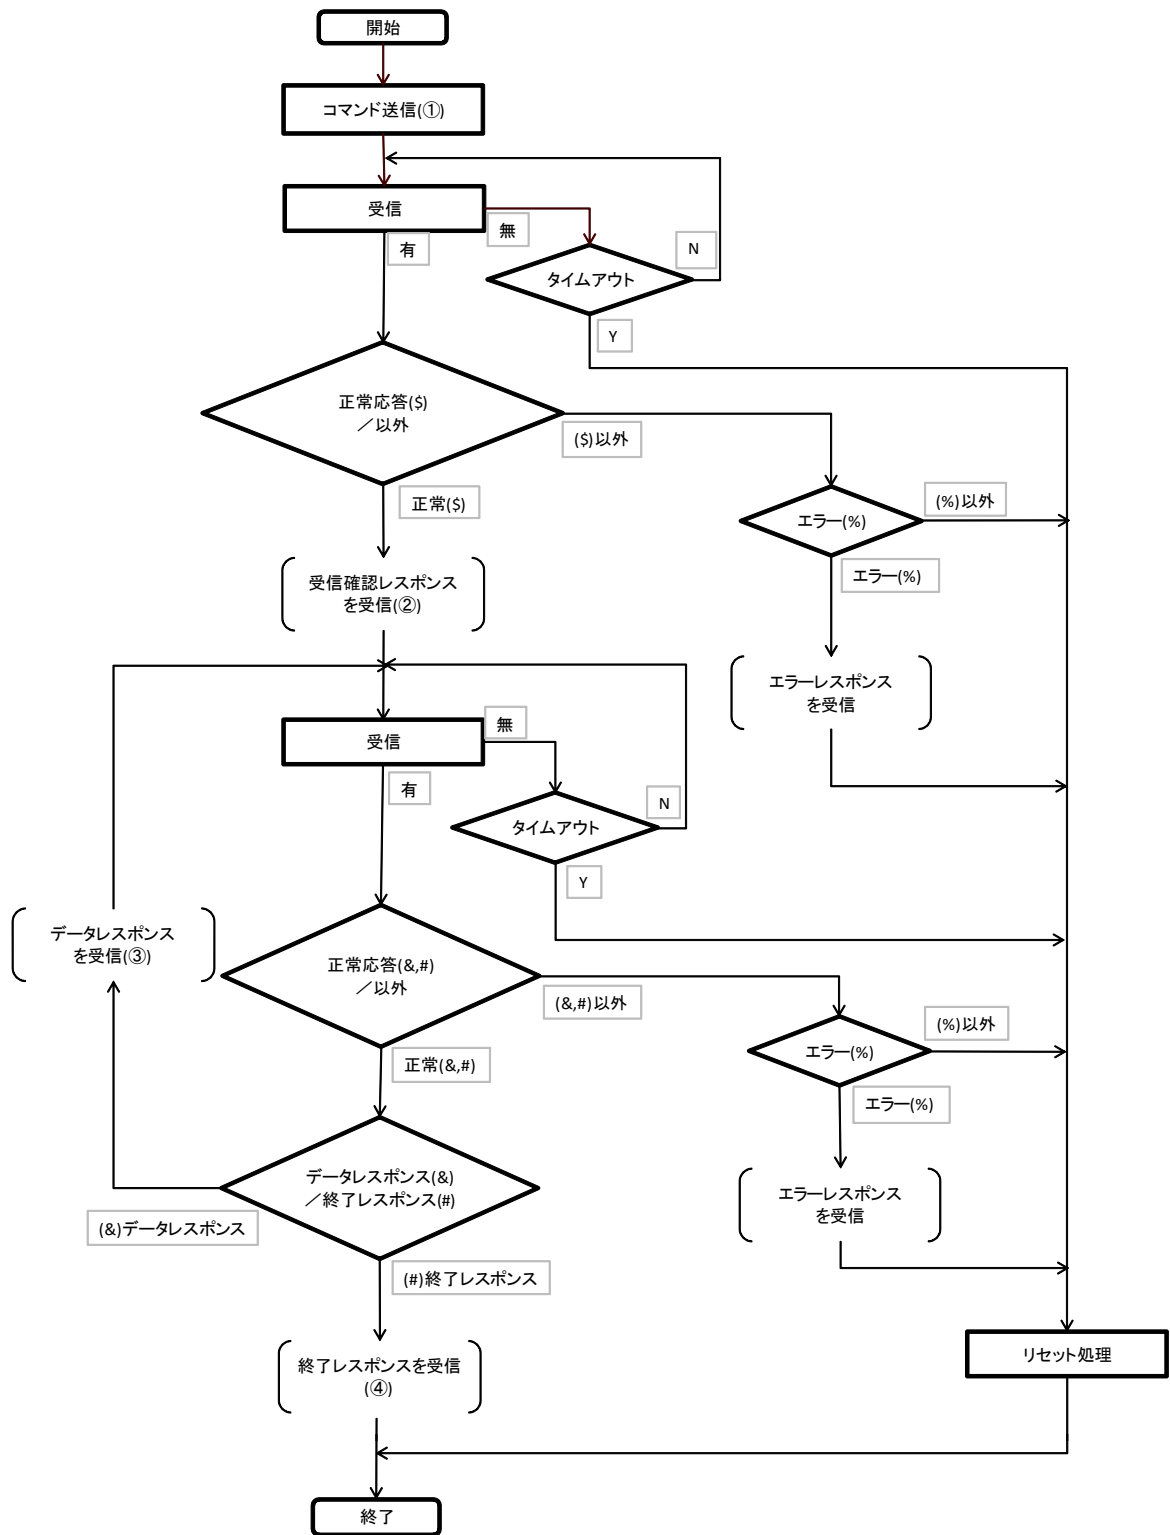 開始
コマンド送信(①)
受信
無
有
N
タイムアウト
Y
正常応答($)
／以外
($)以外
正常($)
エラー(%)
(%)以外
エラー(%)
受信確認レスポンス
を受信(②)
エラーレスポンス
を受信
受信
無
有
N
タイムアウト
Y
データレスポンス
を受信(③)
正常応答(&,#)
／以外
(&,#)以外
正常(&,#)
エラー(%)
(%)以外
エラー(%)
データレスポンス(&)
／終了レスポンス(#)
(&)データレスポンス
(#)終了レスポンス
エラーレスポンス
を受信
終了レスポンスを受信
(④)
リセット処理
終了